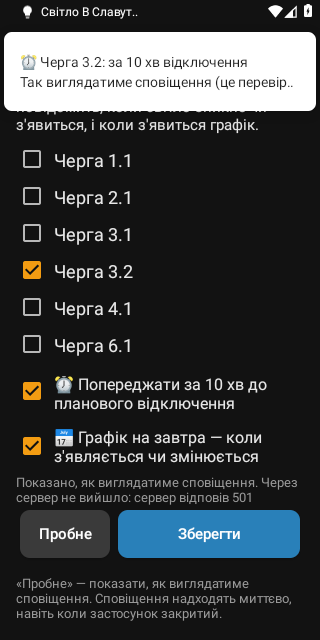 Світло В Славут..
⏰ Черга 3.2: за 10 хв відключення
Так виглядатиме сповіщення (це перевір..
з'явиться, і коли з'явиться графік.
Черга 1.1
Черга 2.1
Черга 3.1
Черга 3.2
Черга 4.1
Черга 6.1
⏰ Попереджати за 10 хв до
планового відключення
📅 Графік на завтра — коли
з'являється чи змінюється
Показано, як виглядатиме сповіщення. Через
сервер не вийшло: сервер відповів 501
Пробне
Зберегти
«Пробне» — показати, як виглядатиме
сповіщення. Сповіщення надходять миттєво,
навіть коли застосунок закритий.